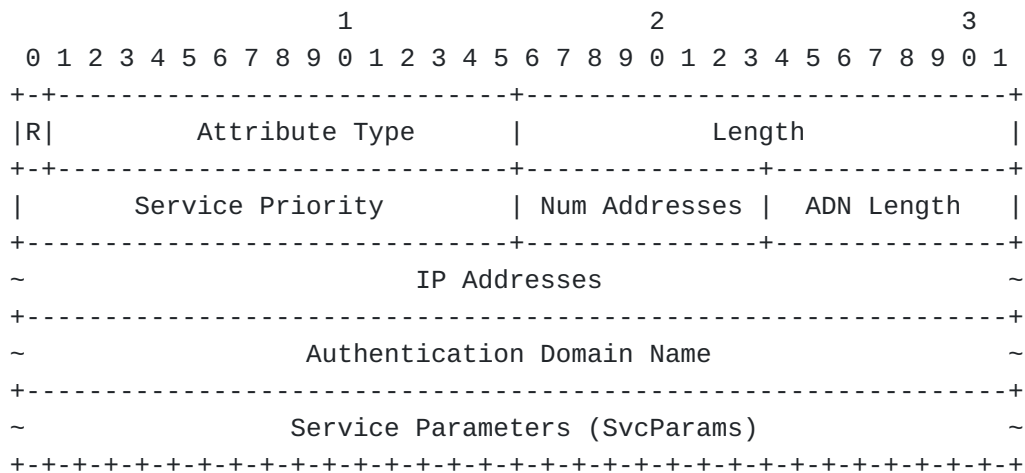 1                   2                   3
 0 1 2 3 4 5 6 7 8 9 0 1 2 3 4 5 6 7 8 9 0 1 2 3 4 5 6 7 8 9 0 1
+-+-----------------------------+-------------------------------+
|R|         Attribute Type      |            Length             |
+-+-----------------------------+---------------+---------------+
|       Service Priority        | Num Addresses |  ADN Length   |
+-------------------------------+---------------+---------------+
~                         IP Addresses                          ~
+---------------------------------------------------------------+
~                  Authentication Domain Name                   ~
+---------------------------------------------------------------+
~                 Service Parameters (SvcParams)                ~
+-+-+-+-+-+-+-+-+-+-+-+-+-+-+-+-+-+-+-+-+-+-+-+-+-+-+-+-+-+-+-+-+